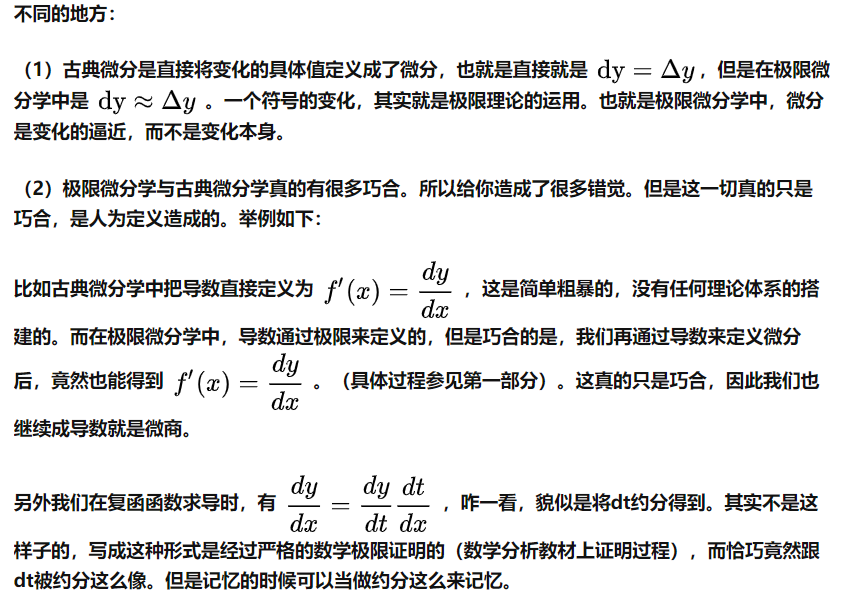 不同的地方：
（1）古典微分是直接将变化的具体值定义成了微分，也就是直接就是 dy = Δy，但是在极限微
分学中是 dy ≈ Δy 。一个符号的变化，其实就是极限理论的运用。也就是极限微分学中，微分
是变化的逼近，而不是变化本身。
（2）极限微分学与古典微分学真的有很多巧合。所以给你造成了很多错觉。但是这一切真的只是
巧合，是人为定义造成的。举例如下：
比如古典微分学中把导数直接定义为 f′(x) = dy/dx ，这是简单粗暴的，没有任何理论体系的搭
建的。而在极限微分学中，导数通过极限来定义的，但是巧合的是，我们再通过导数来定义微分
后，竟然也能得到 f′(x) = dy/dx 。（具体过程参见第一部分）。这真的只是巧合，因此我们也
继续成导数就是微商。
另外我们在复函函数求导时，有 dy/dx = dy/dt dt/dx ，咋一看，貌似是将dt约分得到。其实不是这
样子的，写成这种形式是经过严格的数学极限证明的（数学分析教材上证明过程），而恰巧竟然跟
dt被约分这么像。但是记忆的时候可以当做约分这么来记忆。